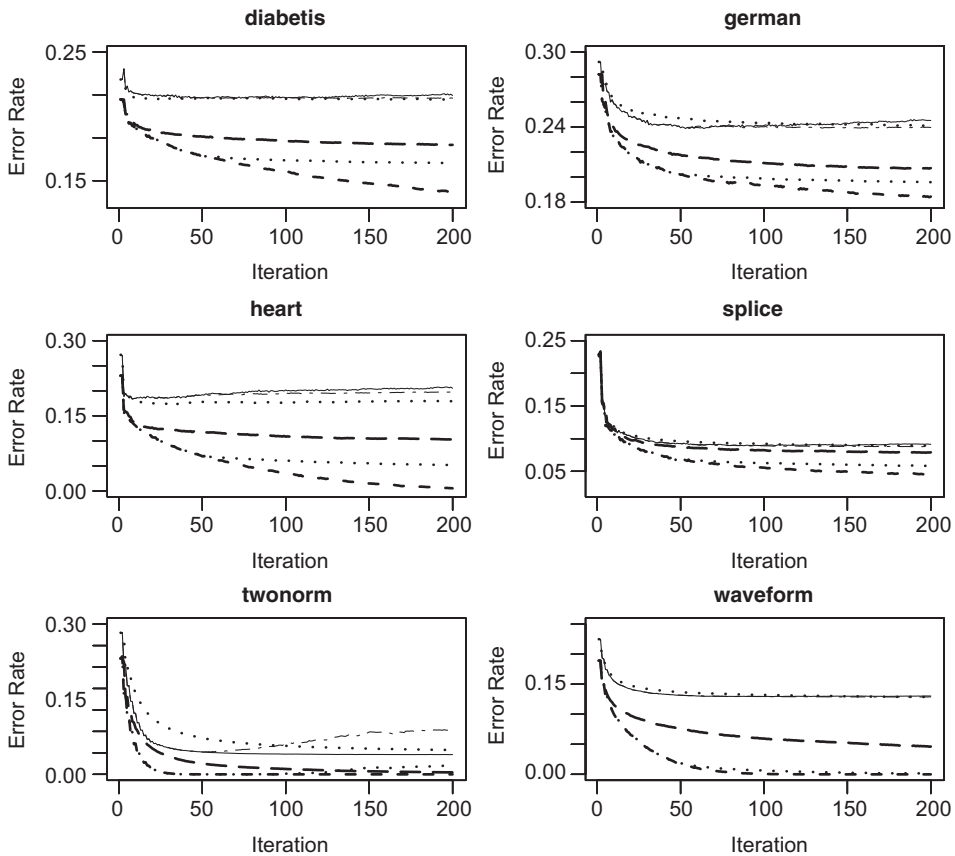 diabetis
Error Rate
0.25
0.15
0 50 100 150 200
Iteration
german
Error Rate
0.30
0.24
0.18
0 50 100 150 200
Iteration
heart
Error Rate
0.30
0.15
0.00
0 50 100 150 200
Iteration
splice
Error Rate
0.25
0.15
0.05
0 50 100 150 200
Iteration
twonorm
Error Rate
0.30
0.15
0.00
0 50 100 150 200
Iteration
waveform
Error Rate
0.15
0.00
0 50 100 150 200
Iteration